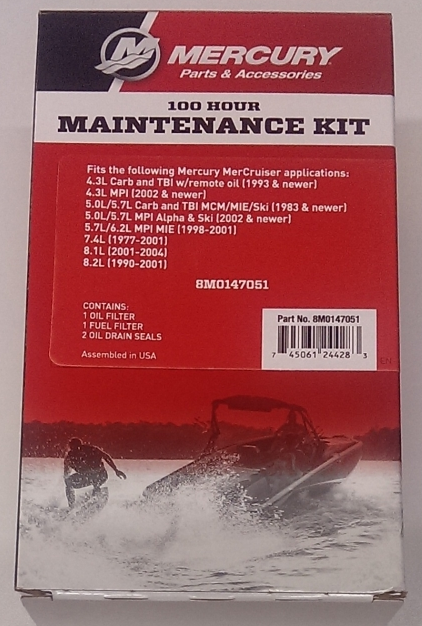 MERCURY
Parts & Accessories
100 HOUR
MAINTENANCE KIT
Fits the following Mercury MerCruiser applications:
4.3L Carb and TBI w/remote oil (1993 & newer)
4.3L MPI (2002 & newer)
5.0L/5.7L Carb and TBI MCM/MIE/Ski (1983 & newer)
5.0L/5.7L MPI Alpha & Ski (2002 & newer)
5.7L/6.2L MPI MIE (1998-2001)
7.4L (1977-2001)
8.1L (2001-2004)
8.2L (1990-2001)
8M0147051
CONTAINS:
1 OIL FILTER
1 FUEL FILTER
2 OIL DRAIN SEALS
Assembled in USA
Part No. 8M0147051
7 45061 24428 3
EN